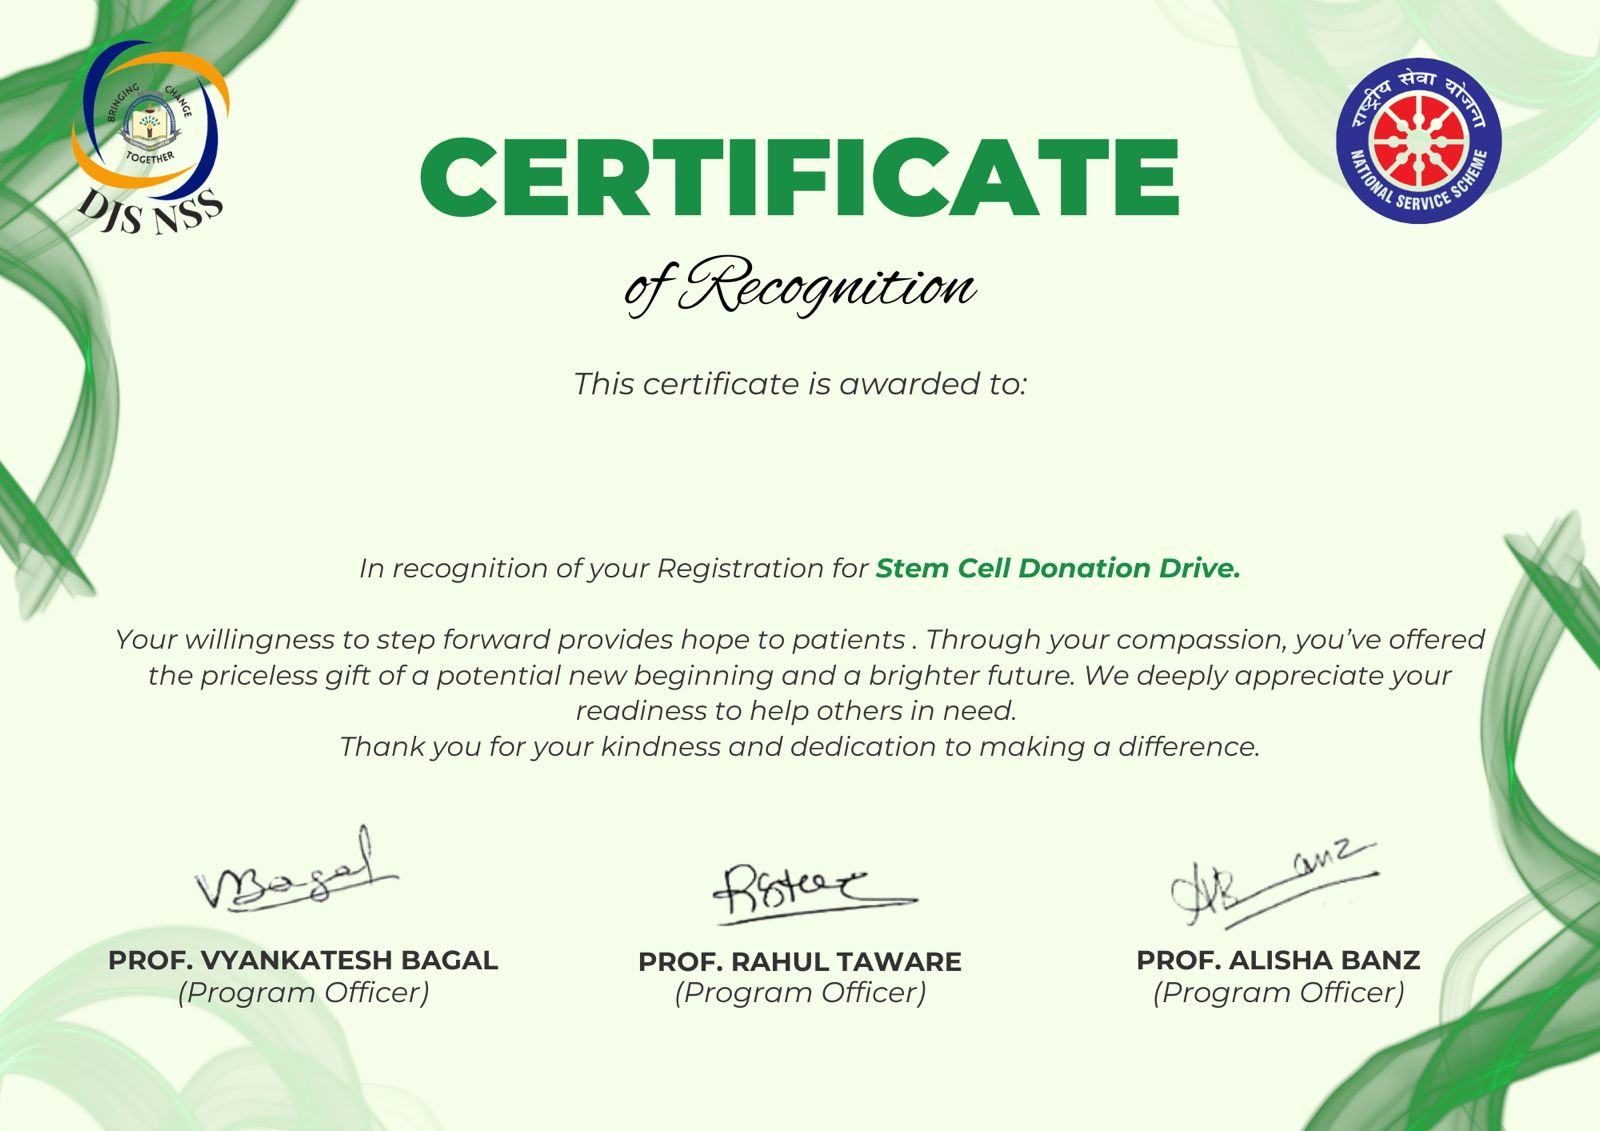 BRINGING CHANGE
TOGETHER
DJS NSS
राष्ट्रीय सेवा योजना
NATIONAL SERVICE SCHEME
CERTIFICATE
of Recognition
This certificate is awarded to:
In recognition of your Registration for Stem Cell Donation Drive.
Your willingness to step forward provides hope to patients . Through your compassion, you’ve offered
the priceless gift of a potential new beginning and a brighter future. We deeply appreciate your
readiness to help others in need.
Thank you for your kindness and dedication to making a difference.
VBagal
ABanz
PROF. VYANKATESH BAGAL
(Program Officer)
PROF. RAHUL TAWARE
(Program Officer)
PROF. ALISHA BANZ
(Program Officer)